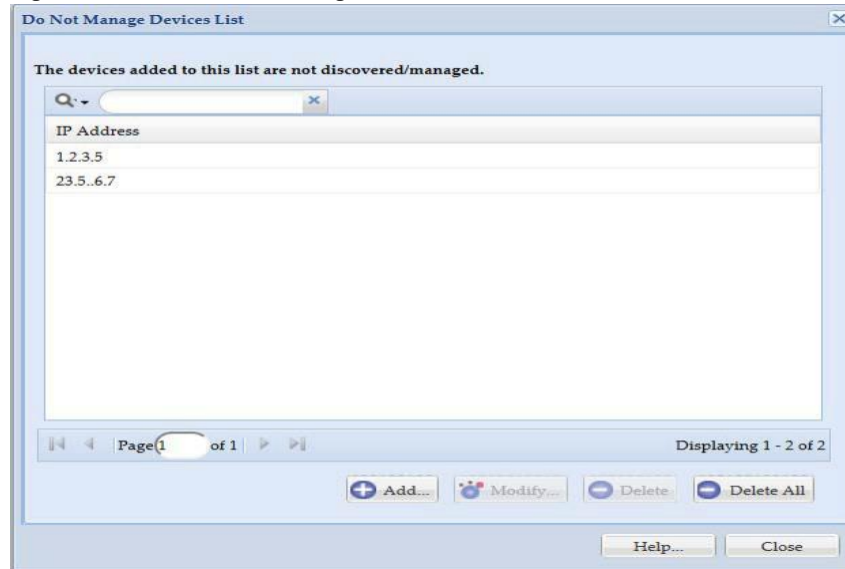 Do Not Manage Devices List
The devices added to this list are not discovered/managed.
IP Address
1.2.3.5
23.5..6.7
Page 1 of 1
Displaying 1 - 2 of 2
Add... Modify... Delete Delete All
Help... Close